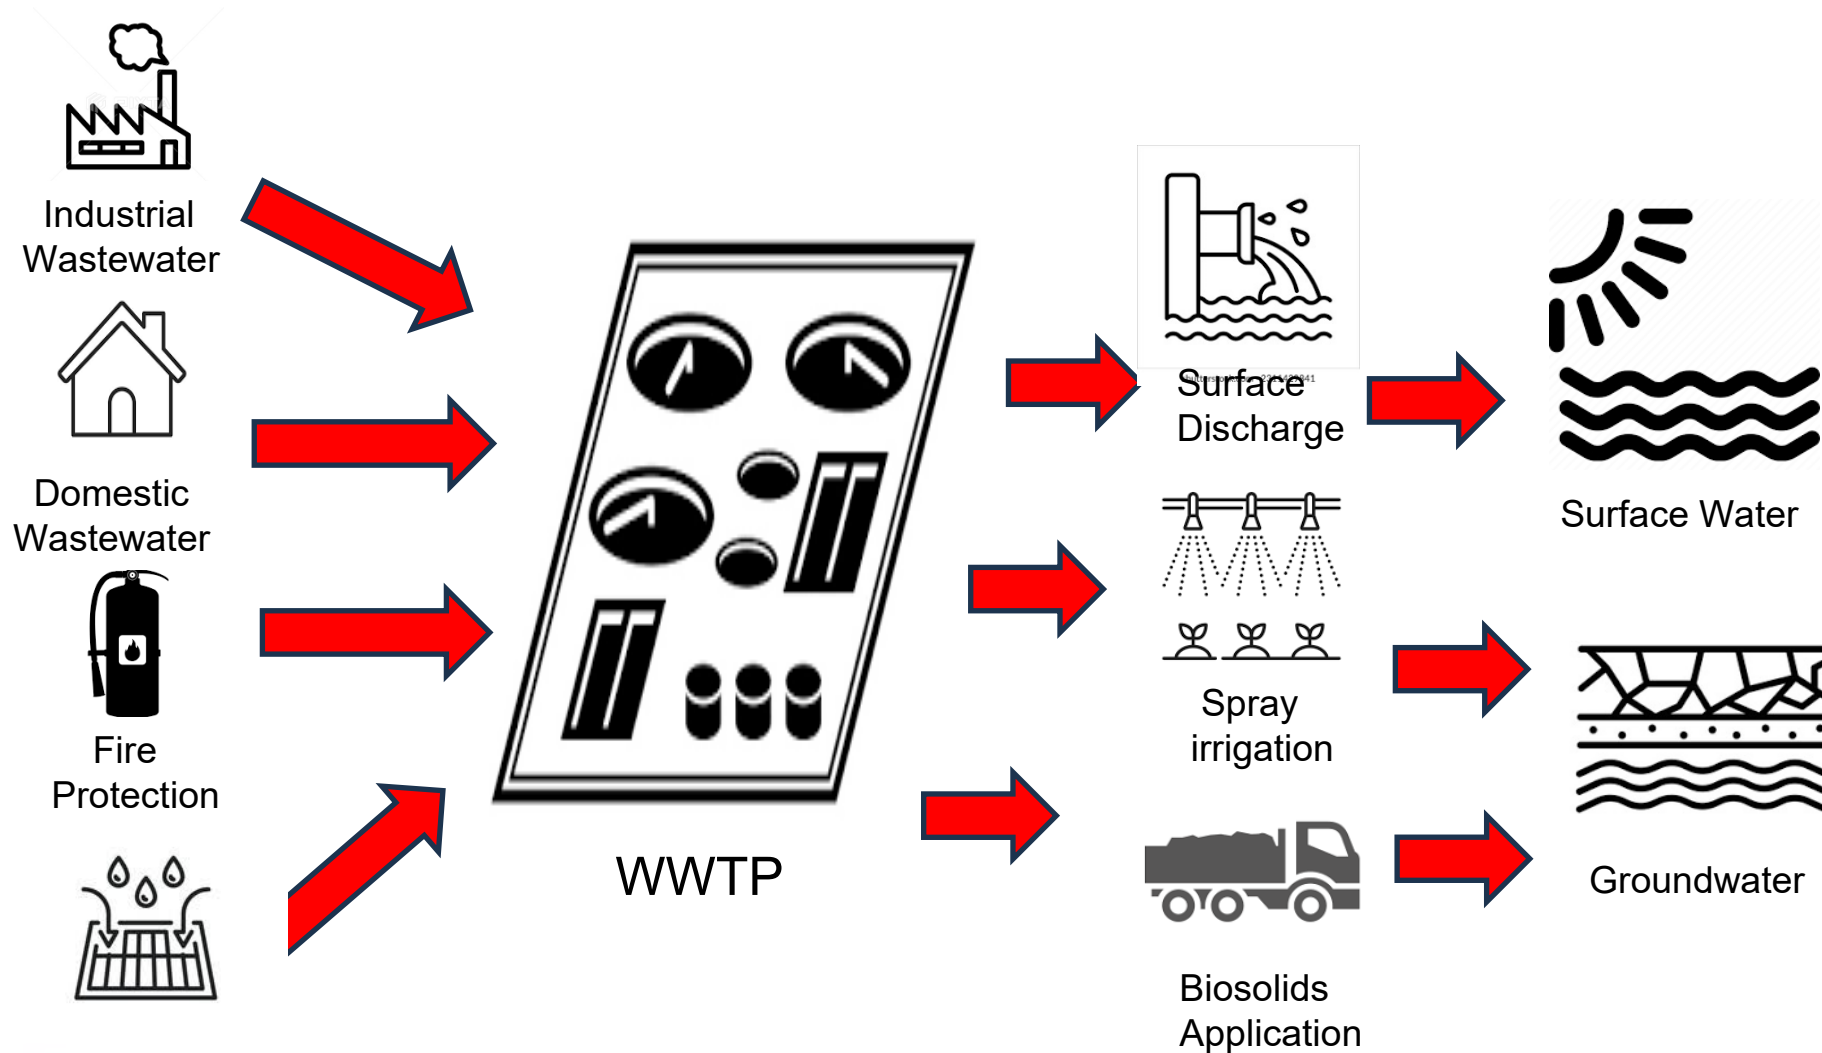 Industrial
Wastewater
Domestic
Wastewater
Fire
Protection
WWTP
Surface
Discharge
Spray
irrigation
Biosolids
Application
Surface Water
Groundwater